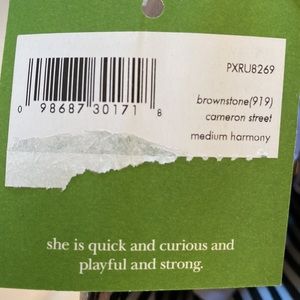 PXRU8269
0 98687 30171 8
brownstone(919)
cameron street
medium harmony
she is quick and curious and
playful and strong.